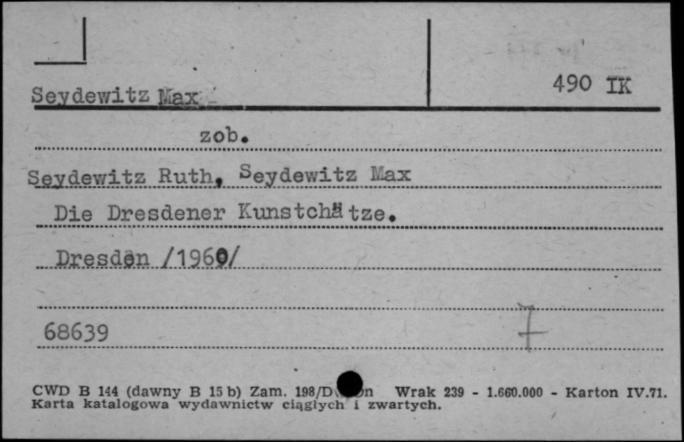 490 IK
Seydewitz Max
zob.
Seydewitz Ruth, Seydewitz Max
Die Dresdener Kunstchätze.
Dresden /1960/
68639
CWD B 144 (dawny B 15 b) Zam. 198/D n Wrak 239 - 1.660.000 - Karton IV.71.
Karta katalogowa wydawnictw ciągłych i zwartych.